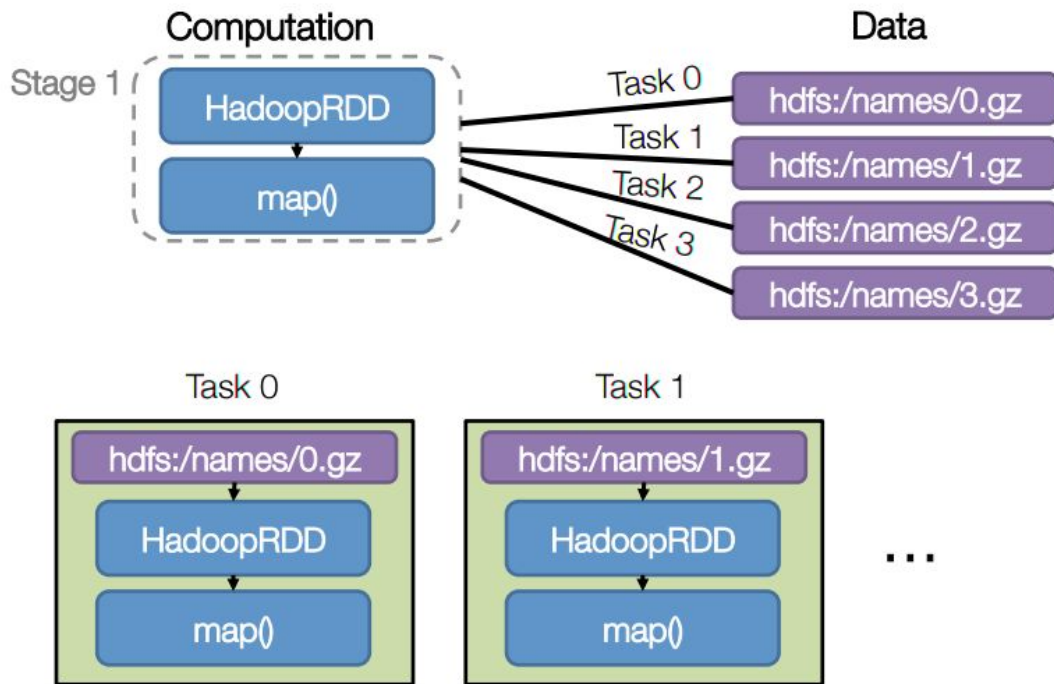 Computation
Data
Stage 1
HadoopRDD
map()
Task 0
Task 1
Task 2
Task 3
hdfs:/names/0.gz
hdfs:/names/1.gz
hdfs:/names/2.gz
hdfs:/names/3.gz
Task 0
hdfs:/names/0.gz
HadoopRDD
map()
Task 1
hdfs:/names/1.gz
HadoopRDD
map()
...